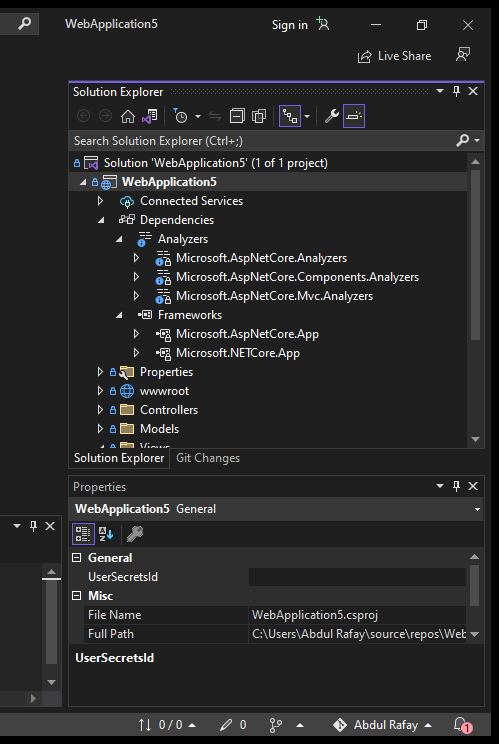 WebApplication5
Sign in
Live Share
Solution Explorer
Search Solution Explorer (Ctrl+;)
Solution 'WebApplication5' (1 of 1 project)
WebApplication5
Connected Services
Dependencies
Analyzers
Microsoft.AspNetCore.Analyzers
Microsoft.AspNetCore.Components.Analyzers
Microsoft.AspNetCore.Mvc.Analyzers
Frameworks
Microsoft.AspNetCore.App
Microsoft.NETCore.App
Properties
wwwroot
Controllers
Models
Views
Solution Explorer Git Changes
Properties
WebApplication5 General
General
UserSecretsId
Misc
File Name WebApplication5.csproj
Full Path C:\Users\Abdul Rafay\source\repos\Web
UserSecretsId
0 / 0 0 Abdul Rafay 1